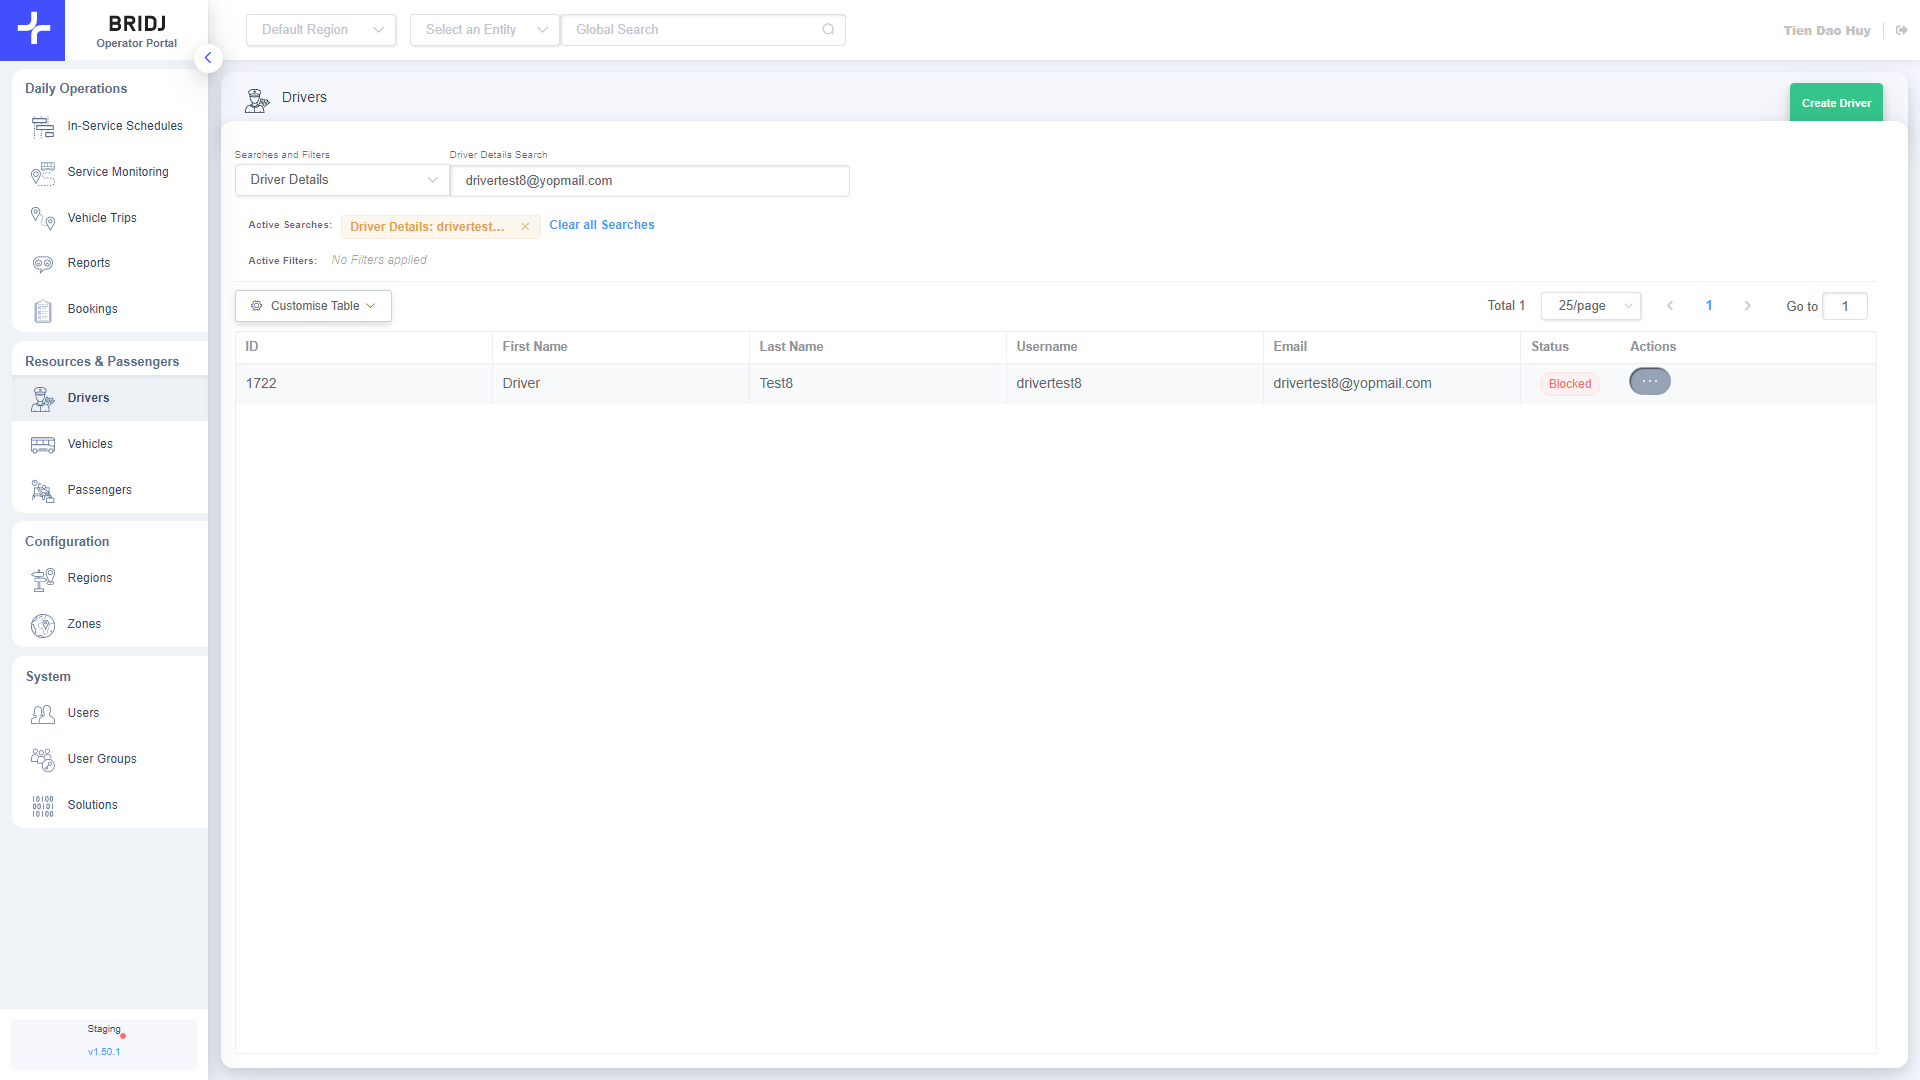 BRIDJ
Operator Portal
Default Region
Select an Entity
Global Search
Tien Dao Huy
Daily Operations
In-Service Schedules
Service Monitoring
Vehicle Trips
Reports
Bookings
Resources & Passengers
Drivers
Vehicles
Passengers
Configuration
Regions
Zones
System
Users
User Groups
10100
00101
10100
Solutions
Staging
v1.50.1
Drivers
Create Driver
Searches and Filters
Driver Details Search
Driver Details
drivertest8@yopmail.com
Active Searches:
Driver Details: drivertest...
Clear all Searches
Active Filters:
No Filters applied
Customise Table
Total 1
25/page
1
Go to
1
ID
First Name
Last Name
Username
Email
Status
Actions
1722
Driver
Test8
drivertest8
drivertest8@yopmail.com
Blocked
...